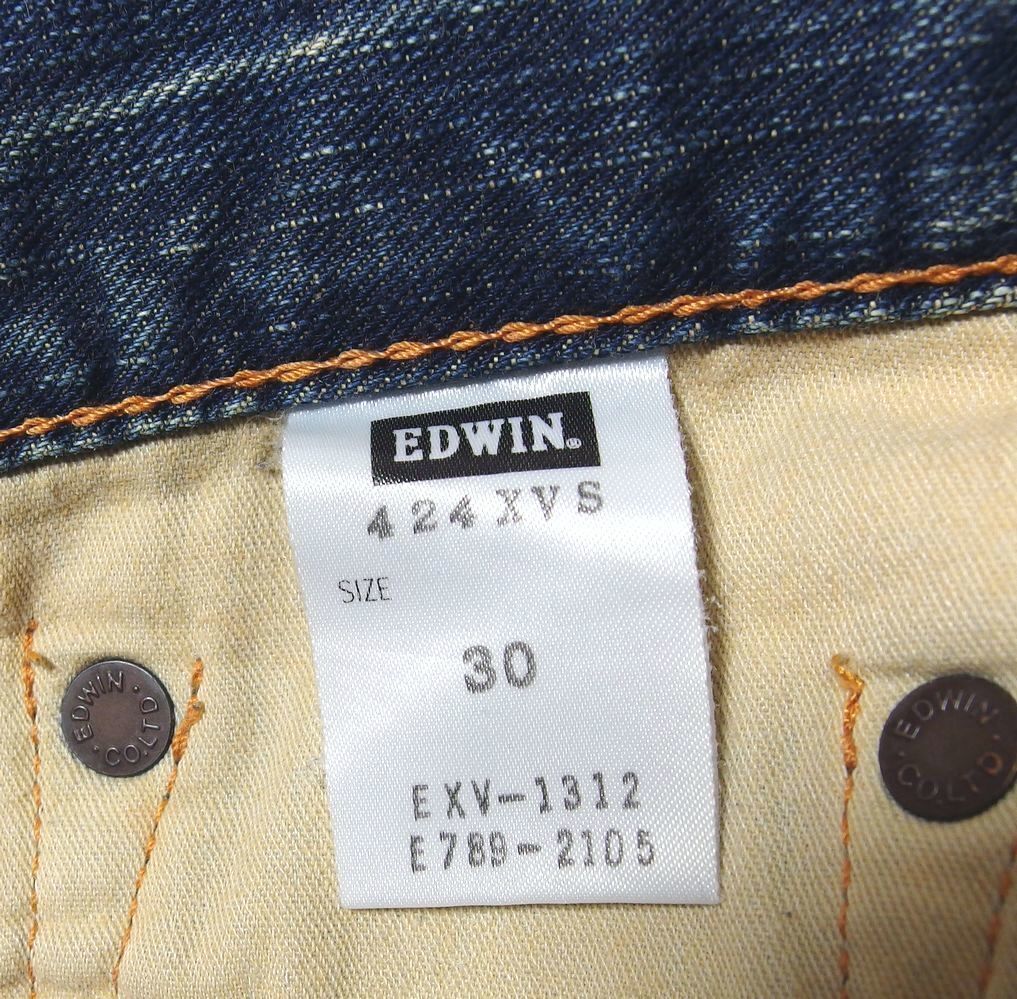 EDWIN.
424XVS
SIZE
30
EXV-1312
E789-2105
EDWIN · CO.LTD ·
EDWIN · CO.LTD ·